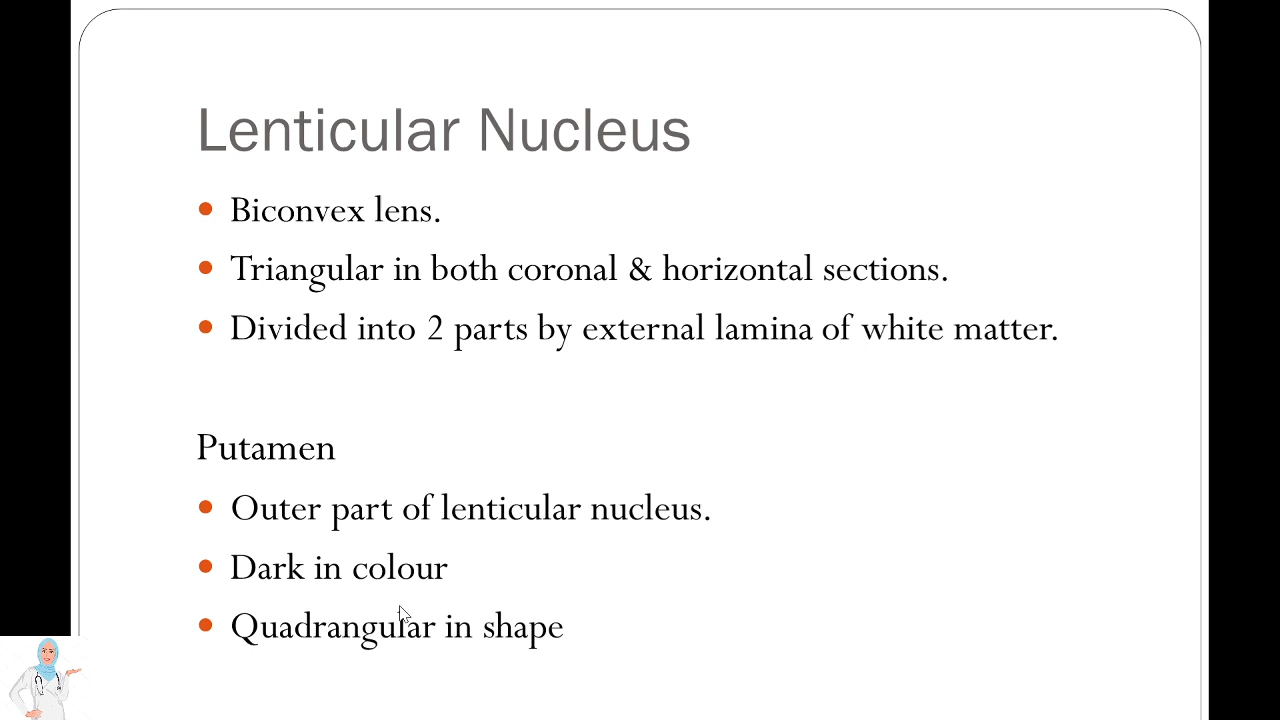 Lenticular Nucleus
• Biconvex lens.
• Triangular in both coronal & horizontal sections.
• Divided into 2 parts by external lamina of white matter.
Putamen
• Outer part of lenticular nucleus.
• Dark in colour
• Quadrangular in shape